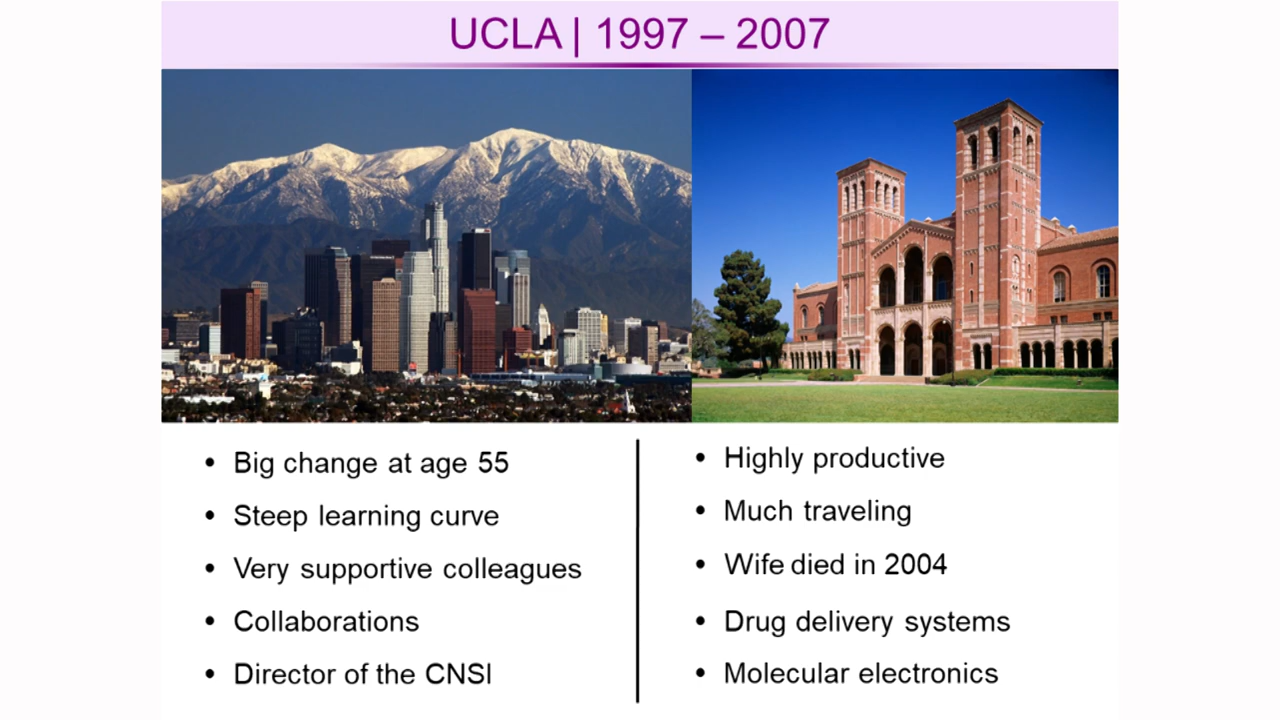 UCLA | 1997 – 2007
• Big change at age 55
• Steep learning curve
• Very supportive colleagues
• Collaborations
• Director of the CNSI
• Highly productive
• Much traveling
• Wife died in 2004
• Drug delivery systems
• Molecular electronics